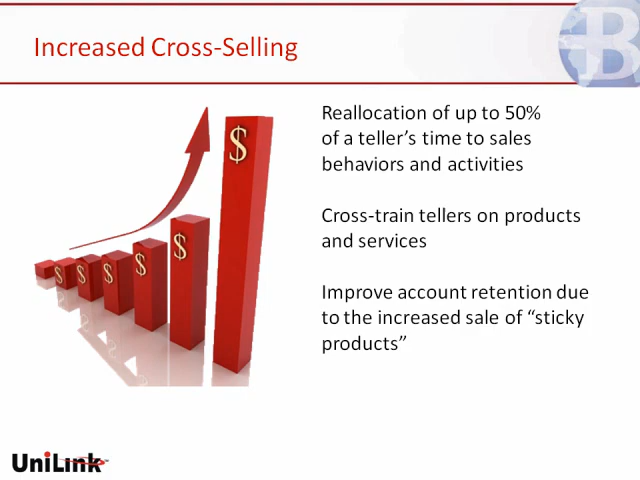 Increased Cross-Selling
B
Reallocation of up to 50%
of a teller’s time to sales
behaviors and activities
Cross-train tellers on products
and services
Improve account retention due
to the increased sale of “sticky
products”
$
$
$
$
$
$
UniLink